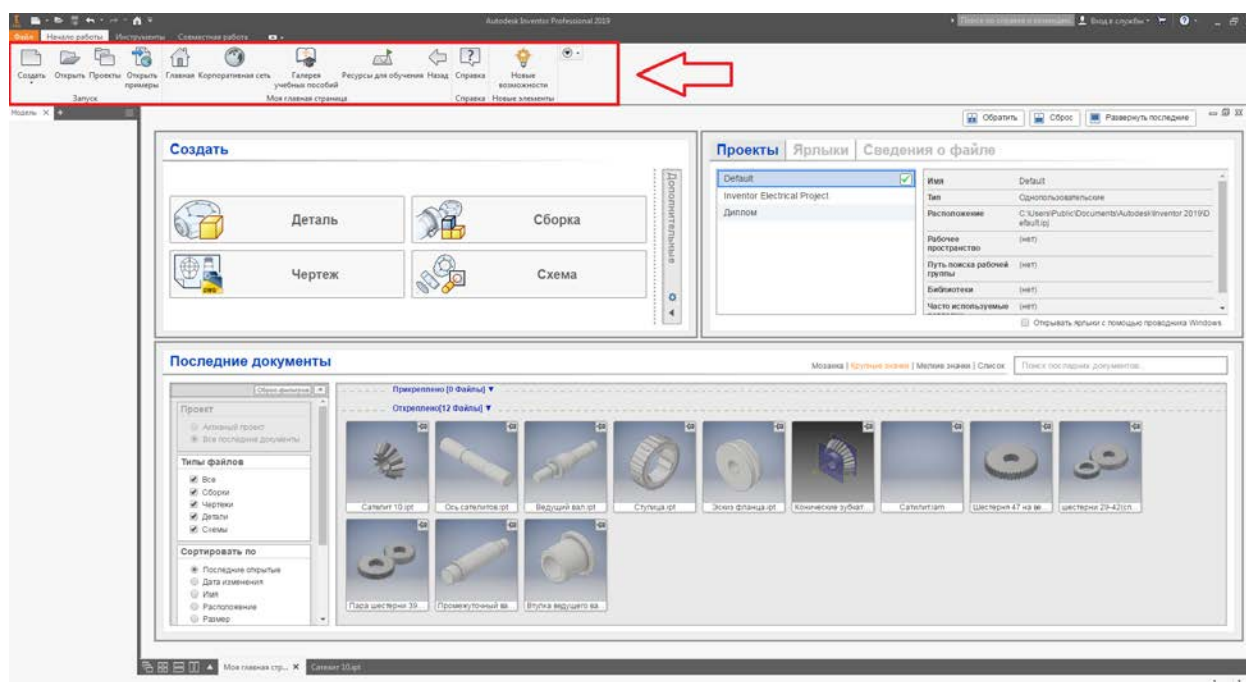 Autodesk Inventor Professional 2019
Поиск по справке и командам...
Вход в службы
Файл Начало работы Инструменты Совместная работа
Создать Открыть Проекты Открыть примеры Главная Корпоративная сеть Галерея учебных пособий Ресурсы для обучения Назад Справка Новые возможности
Запуск Моя главная страница Справка Новые элементы
Модель
Обратить Сброс Развернуть последние
Создать
Деталь Сборка
Чертеж Схема
Дополнительные
Проекты Ярлыки Сведения о файле
Default
Inventor Electrical Project
Диплом
Имя Default
Тип Однопользовательские
Расположение C:\Users\Public\Documents\Autodesk\Inventor 2019\D
efault.ipj
Рабочее (нет)
пространство
Путь поиска рабочей (нет)
группы
Библиотеки (нет)
Часто используемые (нет)
Открывать ярлыки с помощью проводника Windows
Последние документы
Мозаика | Крупные значки | Мелкие значки | Список
Поиск последних документов...
Сброс фильтров
Проект
Активный проект
Все последние документы
Типы файлов
Все
Сборки
Чертежи
Детали
Схемы
Сортировать по
Последние открытые
Дата изменения
Имя
Расположение
Размер
Прикреплено [0 Файлы] ▼
Откреплено[12 Файлы] ▼
Сателит 10.ipt Ось сателитов.ipt Ведущий вал.ipt Ступица.ipt Эскиз фланца.ipt Конические зубчат... Сателит.iam Шестерня 47 на ве... шестерни 29-42(сп...
Пара шестерни 39... Промежуточный ва... Втулка ведущего ва...
Моя главная стр... Сателит 10.ipt